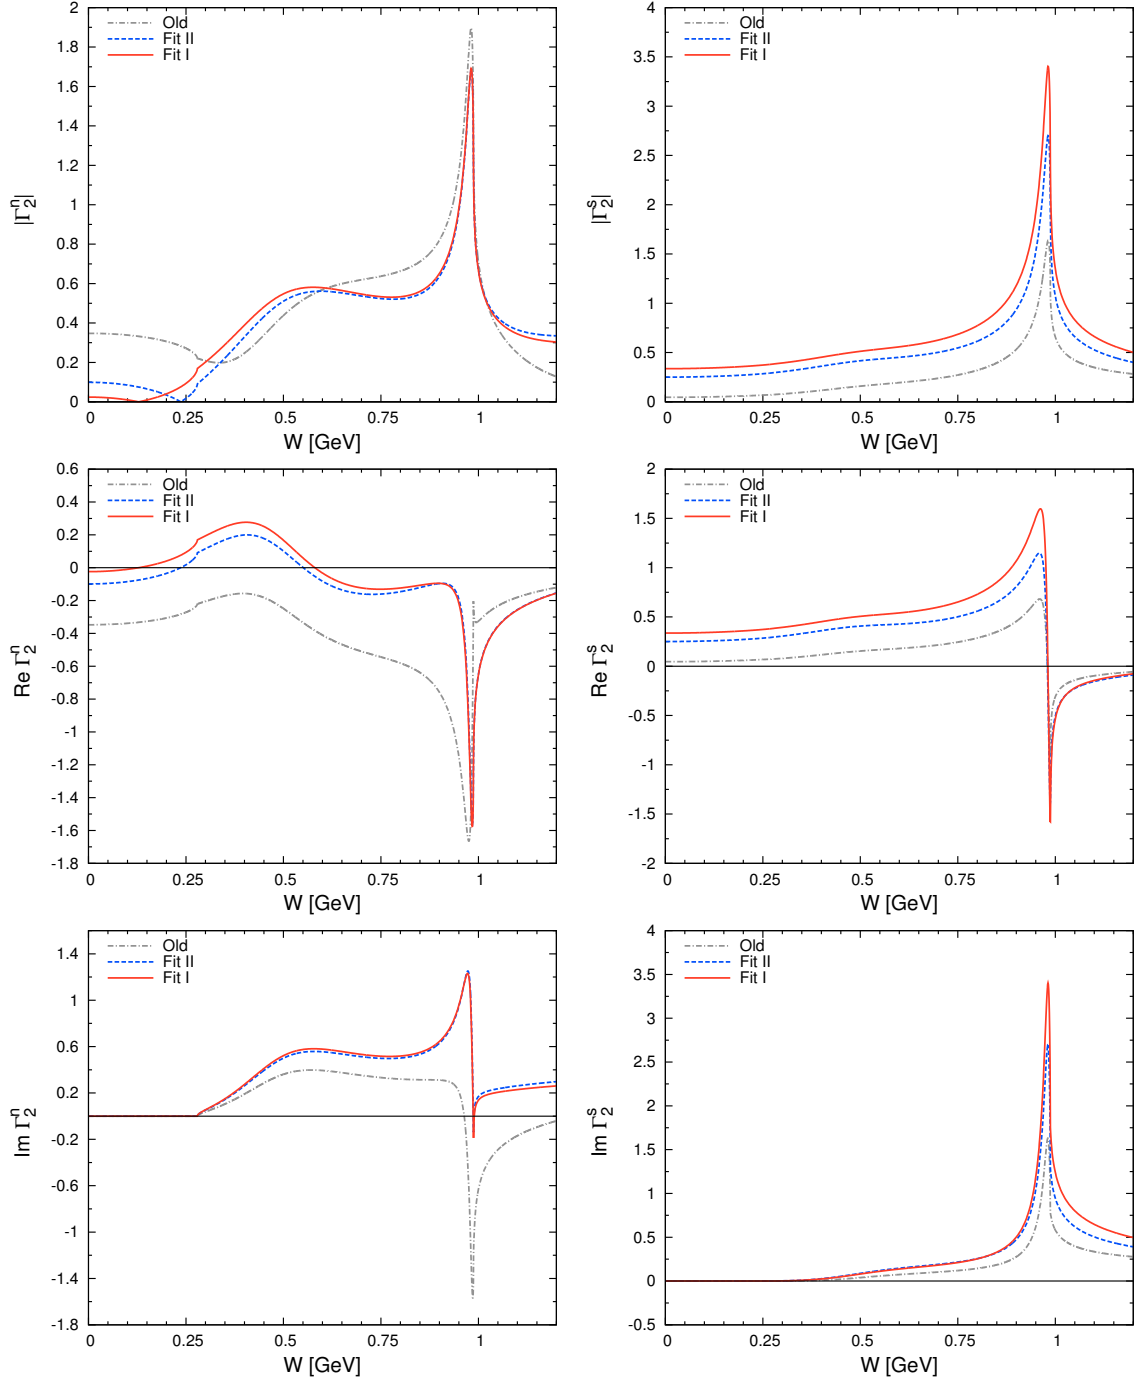 2
1.8
1.6
1.4
1.2
1
0.8
0.6
0.4
0.2
0
|Γ₂ⁿ|
Old
Fit II
Fit I
0 0.25 0.5 0.75 1
W [GeV]
4
3.5
3
2.5
2
1.5
1
0.5
0
|Γ₂ˢ|
Old
Fit II
Fit I
0 0.25 0.5 0.75 1
W [GeV]
0.6
0.4
0.2
0
-0.2
-0.4
-0.6
-0.8
-1
-1.2
-1.4
-1.6
-1.8
Re Γ₂ⁿ
Old
Fit II
Fit I
0 0.25 0.5 0.75 1
W [GeV]
2
1.5
1
0.5
0
-0.5
-1
-1.5
-2
Re Γ₂ˢ
Old
Fit II
Fit I
0 0.25 0.5 0.75 1
W [GeV]
1.4
1
0.6
0.2
-0.2
-0.6
-1
-1.4
-1.8
Im Γ₂ⁿ
Old
Fit II
Fit I
0 0.25 0.5 0.75 1
W [GeV]
4
3.5
3
2.5
2
1.5
1
0.5
0
-0.5
Im Γ₂ˢ
Old
Fit II
Fit I
0 0.25 0.5 0.75 1
W [GeV]